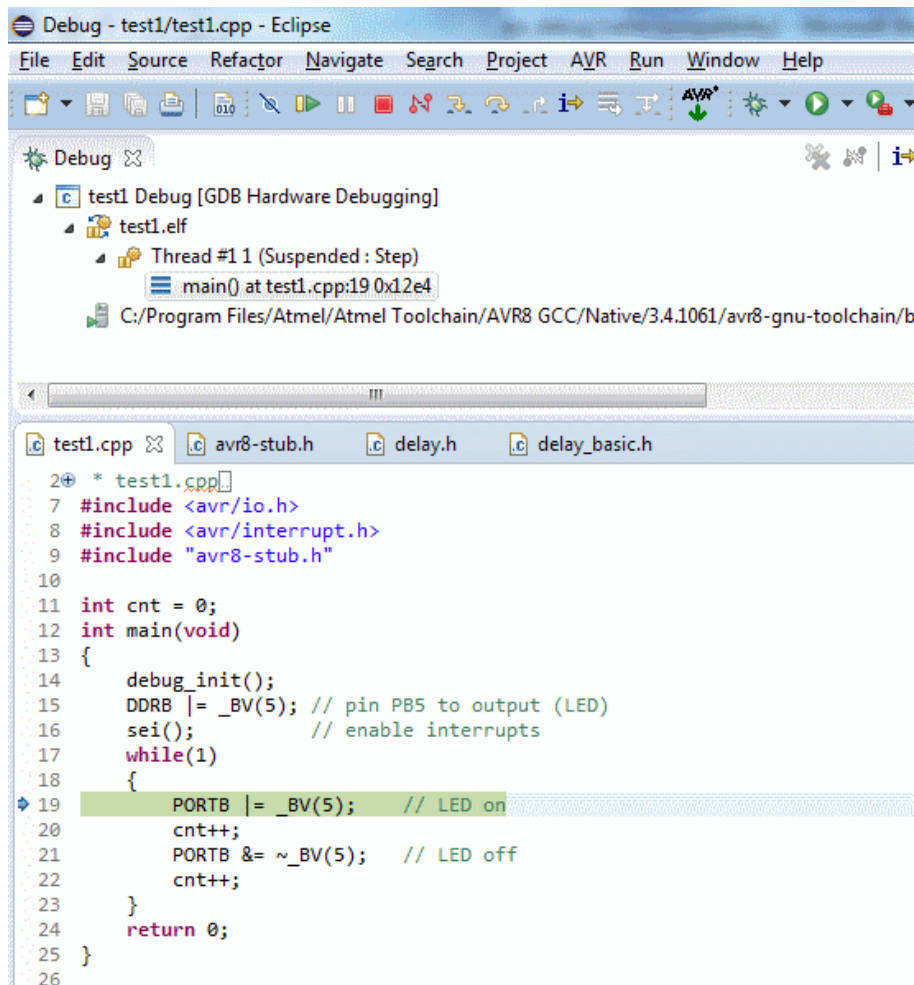 Debug - test1/test1.cpp - Eclipse
File Edit Source Refactor Navigate Search Project AVR Run Window Help
010 i AVR
Debug
test1 Debug [GDB Hardware Debugging]
test1.elf
Thread #1 1 (Suspended : Step)
main() at test1.cpp:19 0x12e4
C:/Program Files/Atmel/Atmel Toolchain/AVR8 GCC/Native/3.4.1061/avr8-gnu-toolchain/b
test1.cpp avr8-stub.h delay.h delay_basic.h
2 * test1.cpp
7 #include <avr/io.h>
8 #include <avr/interrupt.h>
9 #include "avr8-stub.h"
10
11 int cnt = 0;
12 int main(void)
13 {
14 debug_init();
15 DDRB |= _BV(5); // pin PB5 to output (LED)
16 sei(); // enable interrupts
17 while(1)
18 {
19 PORTB |= _BV(5); // LED on
20 cnt++;
21 PORTB &= ~_BV(5); // LED off
22 cnt++;
23 }
24 return 0;
25 }
26